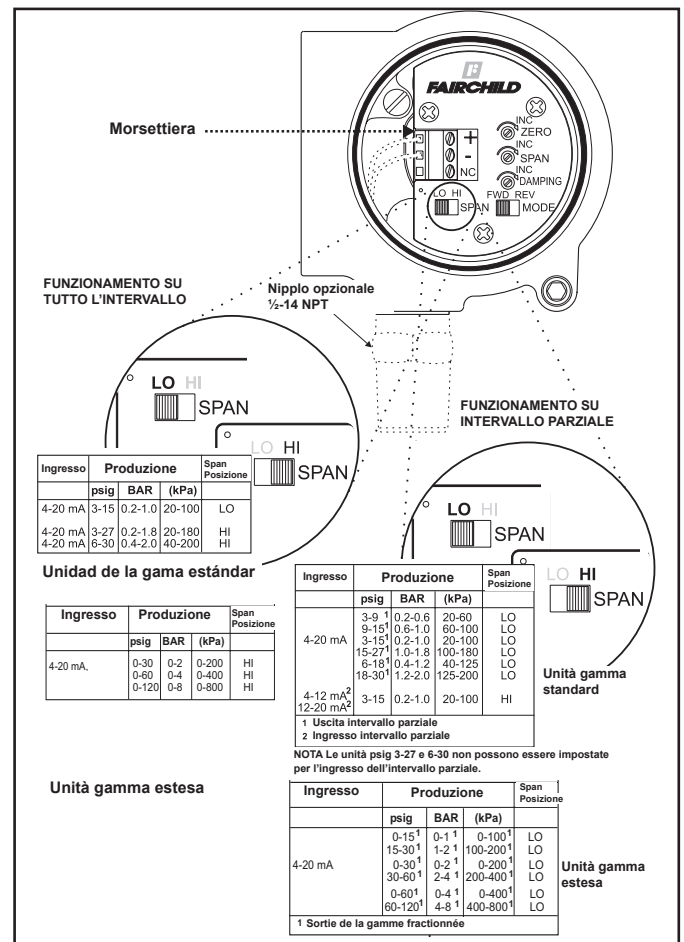 FAIRCHILD
Morsettiera
INC
ZERO
INC
SPAN
INC
DAMPING
+
-
NC
LO HI
SPAN
FWD REV
MODE
FUNZIONAMENTO SU
TUTTO L'INTERVALLO
Nipplo opzionale
½-14 NPT
LO HI
SPAN
LO HI
SPAN
Ingresso Produzione Span
Posizione
psig BAR (kPa)
4-20 mA 3-15 0.2-1.0 20-100 LO
4-20 mA 3-27 0.2-1.8 20-180 HI
4-20 mA 6-30 0.4-2.0 40-200 HI
Unidad de la gama estándar
Ingresso Produzione Span
Posizione
psig BAR (kPa)
4-20 mA, 0-30 0-2 0-200 HI
0-60 0-4 0-400 HI
0-120 0-8 0-800 HI
Unità gamma estesa
FUNZIONAMENTO SU
INTERVALLO PARZIALE
LO HI
SPAN
LO HI
SPAN
Ingresso Produzione Span
Posizione
psig BAR (kPa)
3-9 1 0.2-0.6 20-60 LO
9-15 1 0.6-1.0 60-100 LO
4-20 mA 3-15 1 0.2-1.0 20-100 LO
15-27 1 1.0-1.8 100-180 LO
6-18 1 0.4-1.2 40-125 LO
18-30 1 1.2-2.0 125-200 LO
4-12 mA 2 3-15 0.2-1.0 20-100 HI
12-20 mA 2
1 Uscita intervallo parziale
2 Ingresso intervallo parziale
Unità gamma
standard
NOTA Le unità psig 3-27 e 6-30 non possono essere impostate
per l'ingresso dell'intervallo parziale.
Ingresso Produzione Span
Posizione
psig BAR (kPa)
0-15 1 0-1 1 0-100 1 LO
15-30 1 1-2 1 100-200 1 LO
4-20 mA 0-30 1 0-2 1 0-200 1 LO
30-60 1 2-4 1 200-400 1 LO
0-60 1 0-4 1 0-400 1 LO
60-120 1 4-8 1 400-800 1 LO
1 Sortie de la gamme fractionnée
Unità gamma
estesa